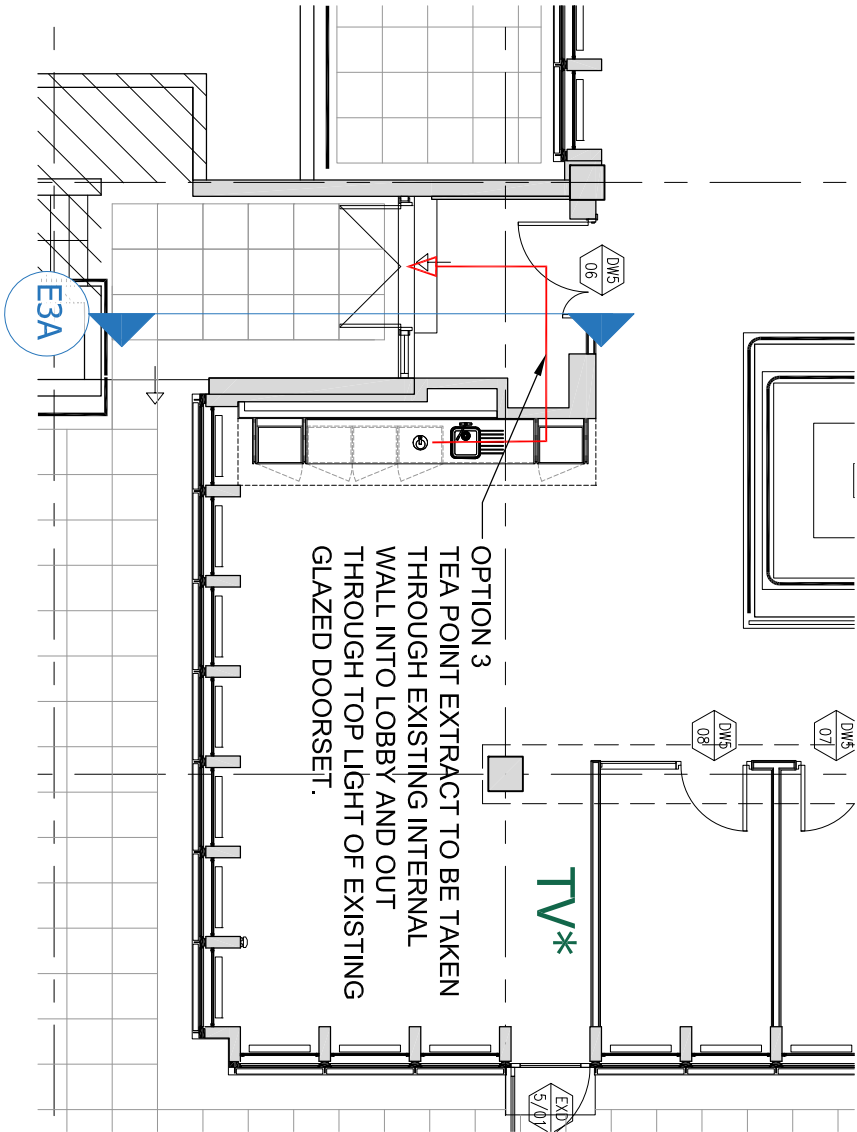 DW5
06
E3A
OPTION 3
TEA POINT EXTRACT TO BE TAKEN
THROUGH EXISTING INTERNAL
WALL INTO LOBBY AND OUT
THROUGH TOP LIGHT OF EXISTING
GLAZED DOORSET.
DW5
07
DW5
08
TV*
EXD
5/01